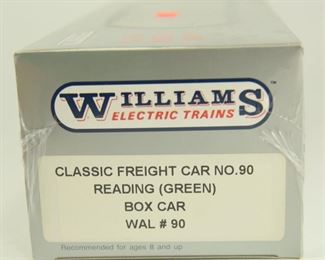 WILLIAMS
ELECTRIC TRAINS
CLASSIC FREIGHT CAR NO.90
READING (GREEN)
BOX CAR
WAL # 90
Recommended for ages 8 and up